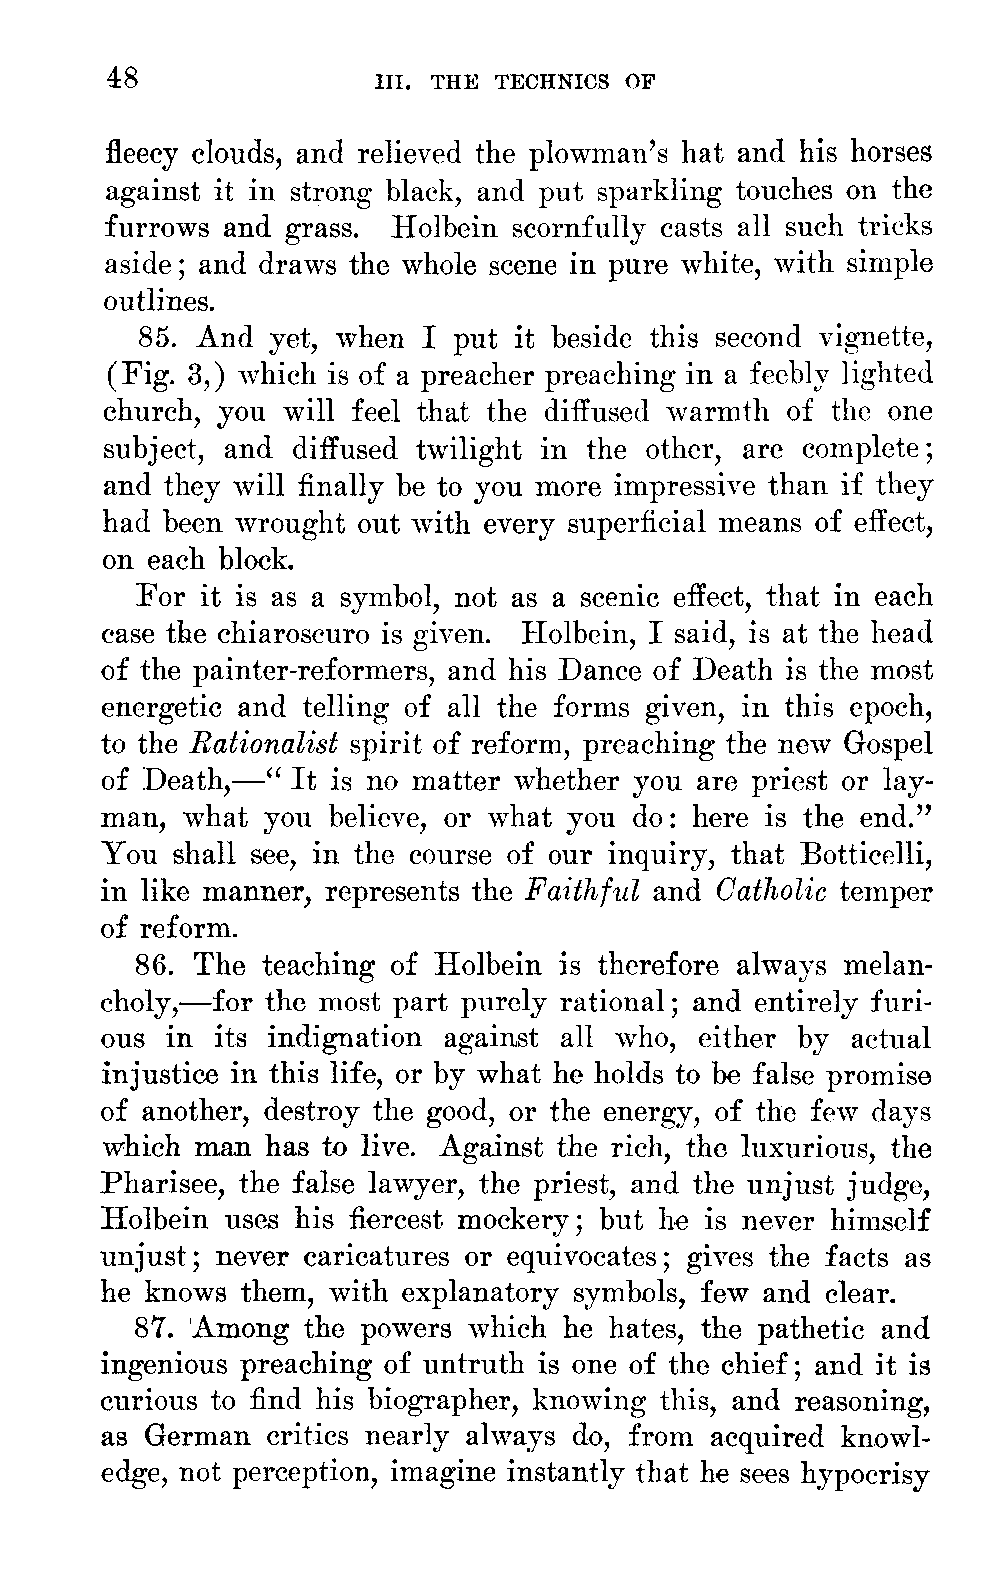 48 III. THE TECHNICS OF
fleecy clouds, and relieved the plowman's hat and his horses
against it in strong black, and put sparkling touches on the
furrows and grass. Holbein scornfully casts all such tricks
aside; and draws the whole scene in pure white, with simple
outlines.
85. And yet, when I put it beside this second vignette,
(Fig. 3,) which is of a preacher preaching in a feebly lighted
church, you will feel that the diffused warmth of the one
subject, and diffused twilight in the other, are complete;
and they will finally be to you more impressive than if they
had been wrought out with every superficial means of effect,
on each block.
For it is as a symbol, not as a scenic effect, that in each
case the chiaroscuro is given. Holbein, I said, is at the head
of the painter-reformers, and his Dance of Death is the most
energetic and telling of all the forms given, in this epoch,
to the Rationalist spirit of reform, preaching the new Gospel
of Death,—“ It is no matter whether you are priest or lay-
man, what you believe, or what you do: here is the end.”
You shall see, in the course of our inquiry, that Botticelli,
in like manner, represents the Faithful and Catholic temper
of reform.
86. The teaching of Holbein is therefore always melan-
choly,—for the most part purely rational; and entirely furi-
ous in its indignation against all who, either by actual
injustice in this life, or by what he holds to be false promise
of another, destroy the good, or the energy, of the few days
which man has to live. Against the rich, the luxurious, the
Pharisee, the false lawyer, the priest, and the unjust judge,
Holbein uses his fiercest mockery; but he is never himself
unjust; never caricatures or equivocates; gives the facts as
he knows them, with explanatory symbols, few and clear.
87. Among the powers which he hates, the pathetic and
ingenious preaching of untruth is one of the chief; and it is
curious to find his biographer, knowing this, and reasoning,
as German critics nearly always do, from acquired knowl-
edge, not perception, imagine instantly that he sees hypocrisy